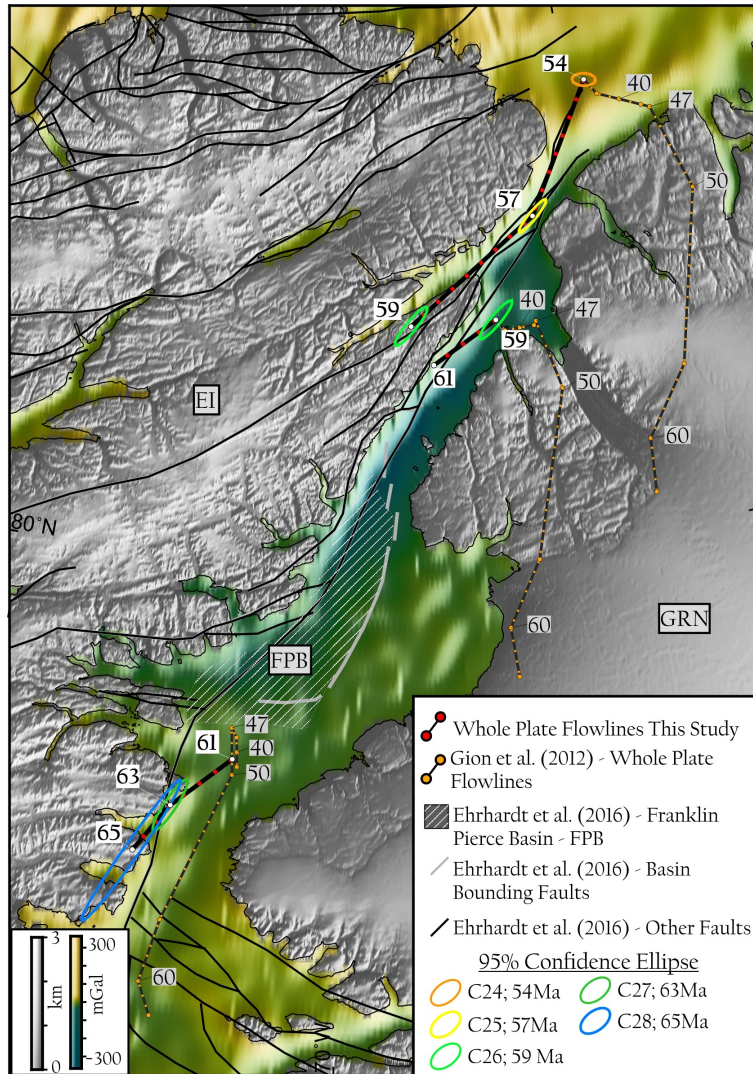 54
40
47
50
57
59
40
47
59
61
50
EI
60
80°N
GRN
60
FPB
47
61
40
50
63
65
60
3
km
0
300
mGal
-300
0°
Whole Plate Flowlines This Study
Gion et al. (2012) - Whole Plate
Flowlines
Ehrhardt et al. (2016) - Franklin
Pierce Basin - FPB
Ehrhardt et al. (2016) - Basin
Bounding Faults
Ehrhardt et al. (2016) - Other Faults
95% Confidence Ellipse
C24; 54Ma
C27; 63Ma
C25; 57Ma
C28; 65Ma
C26; 59 Ma